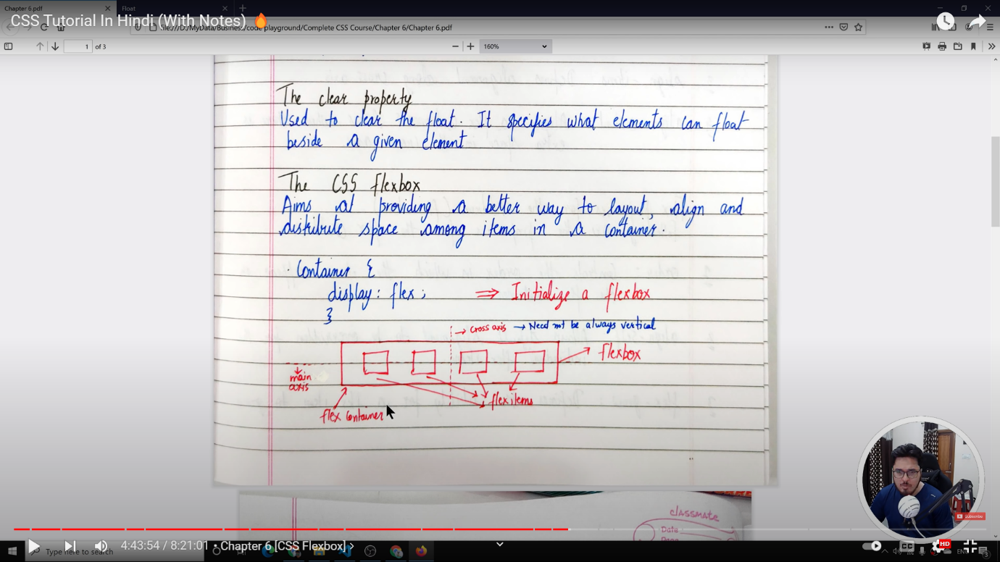 Chapter 6.pdf
Float
CSS Tutorial In Hindi (With Notes) 🔥
file:///D:/MyData/Business/code playground/Complete CSS Course/Chapter 6/Chapter 6.pdf
1 of 3
160%
The clear property
Used to clear the float. It specifies what elements can float
beside a given element
The CSS flexbox
Aims at providing a better way to layout, align and
distribute space among items in a container.
. Container {
display: flex; ⇒ Initialize a flexbox
}
→ Cross axis → Need not be always vertical
flexbox
main
axis
flex items
flex container
classmate
Date
Subscribe
4:43:54 / 8:21:01 • Chapter 6 [CSS Flexbox] >
CC
HD
Type here to search
3